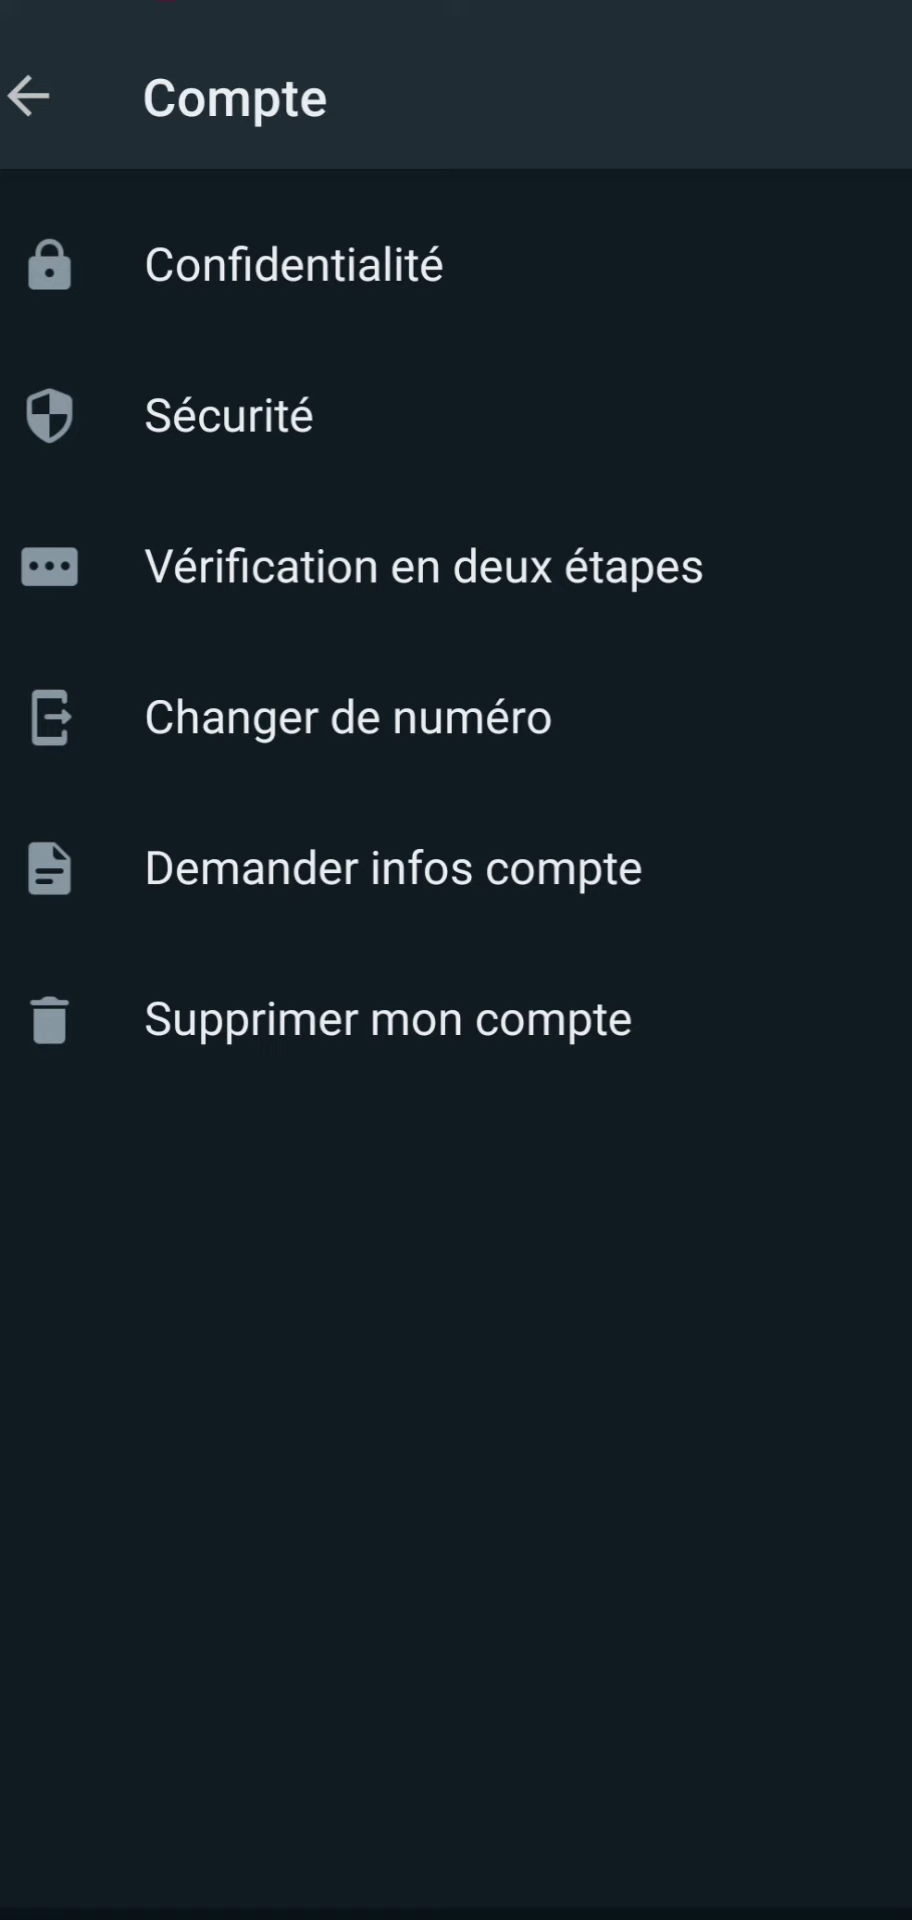 Compte
Confidentialité
Sécurité
Vérification en deux étapes
Changer de numéro
Demander infos compte
Supprimer mon compte